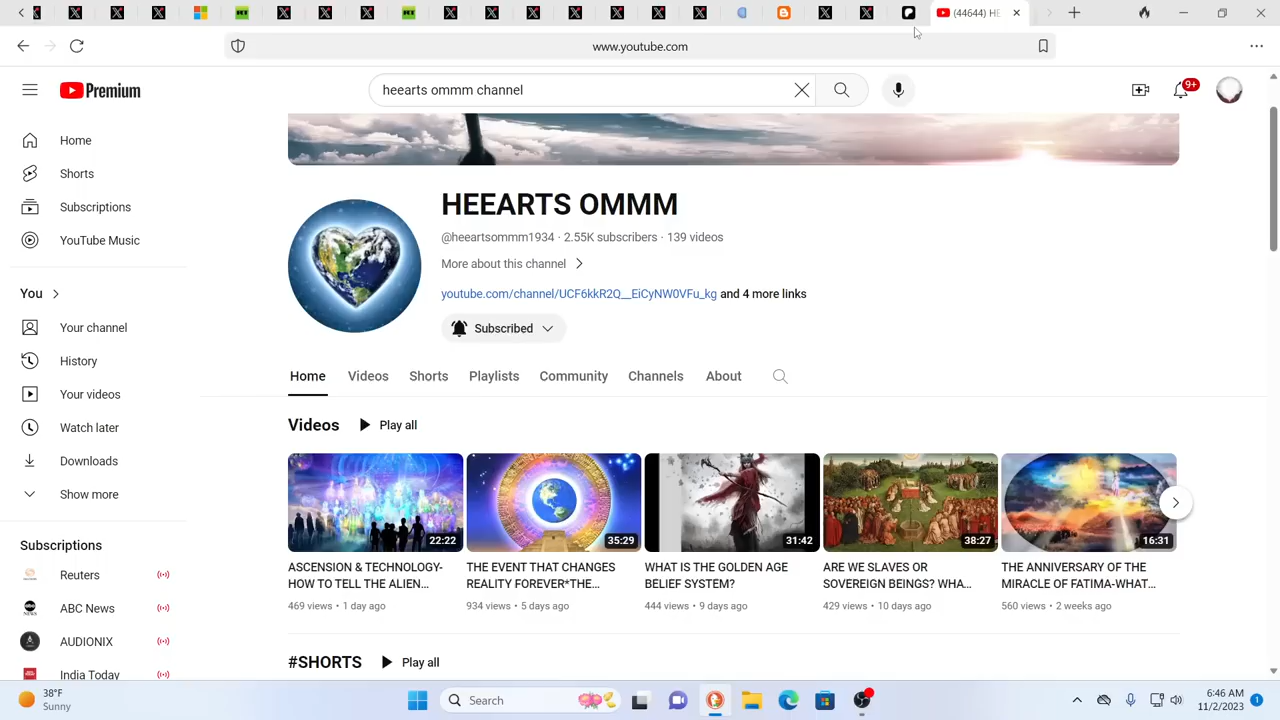 (44644) HE
www.youtube.com
Premium
heearts ommm channel
9+
Home
Shorts
Subscriptions
YouTube Music
You
Your channel
History
Your videos
Watch later
Downloads
Show more
Subscriptions
Reuters
ABC News
AUDIONIX
India Today
HEEARTS OMMM
@heeartsommm1934 · 2.55K subscribers · 139 videos
More about this channel
youtube.com/channel/UCF6kkR2Q__EiCyNW0VFu_kg and 4 more links
Subscribed
Home Videos Shorts Playlists Community Channels About
Videos Play all
22:22
35:29
31:42
38:27
16:31
ASCENSION & TECHNOLOGY-
HOW TO TELL THE ALIEN...
469 views • 1 day ago
THE EVENT THAT CHANGES
REALITY FOREVER*THE...
934 views • 5 days ago
WHAT IS THE GOLDEN AGE
BELIEF SYSTEM?
444 views • 9 days ago
ARE WE SLAVES OR
SOVEREIGN BEINGS? WHA...
429 views • 10 days ago
THE ANNIVERSARY OF THE
MIRACLE OF FATIMA-WHAT...
560 views • 2 weeks ago
#SHORTS Play all
38°F
Sunny
Search
6:46 AM
11/2/2023
1